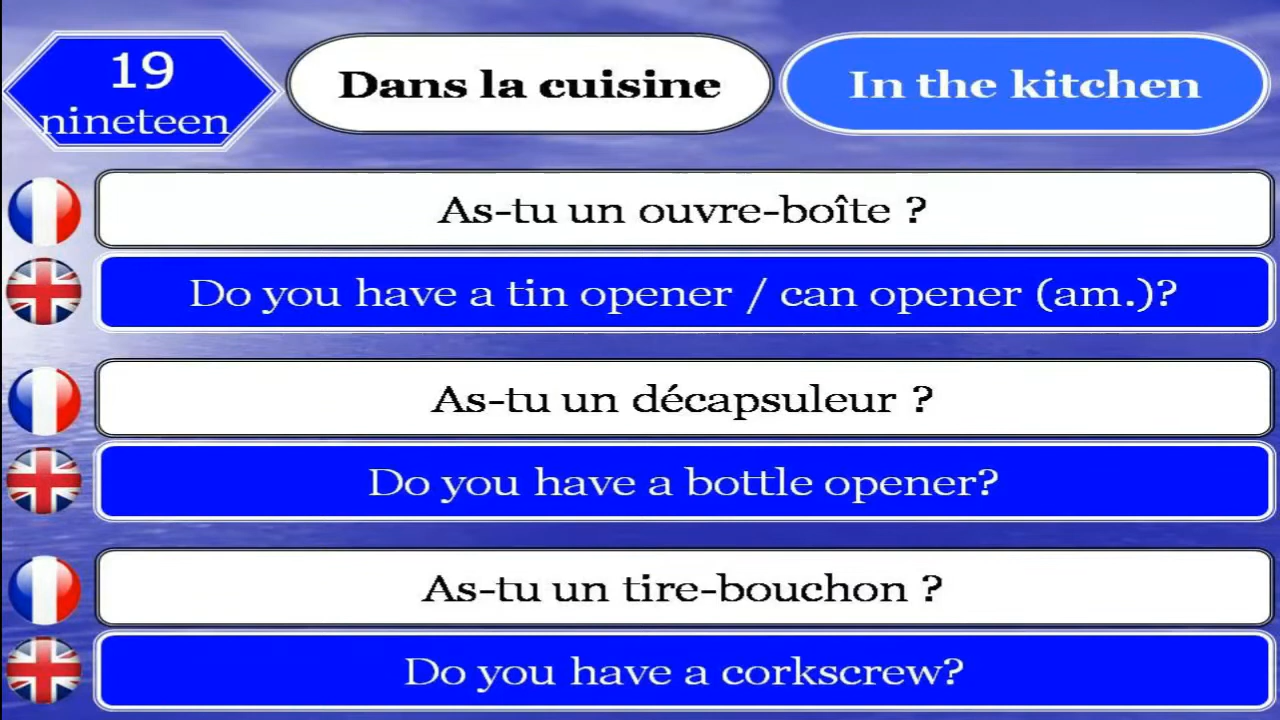 19
nineteen
Dans la cuisine
In the kitchen
As-tu un ouvre-boîte ?
Do you have a tin opener / can opener (am.)?
As-tu un décapsuleur ?
Do you have a bottle opener?
As-tu un tire-bouchon ?
Do you have a corkscrew?